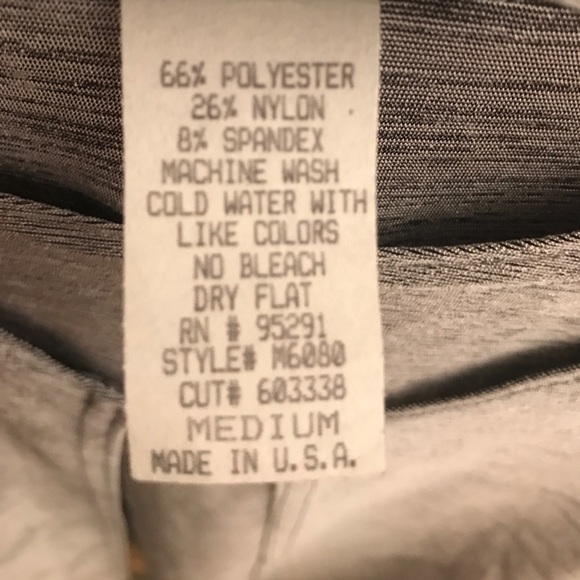 66% POLYESTER
26% NYLON
8% SPANDEX
MACHINE WASH
COLD WATER WITH
LIKE COLORS
NO BLEACH
DRY FLAT
RN # 95291
STYLE# M6080
CUT# 603338
MEDIUM
MADE IN U.S.A.